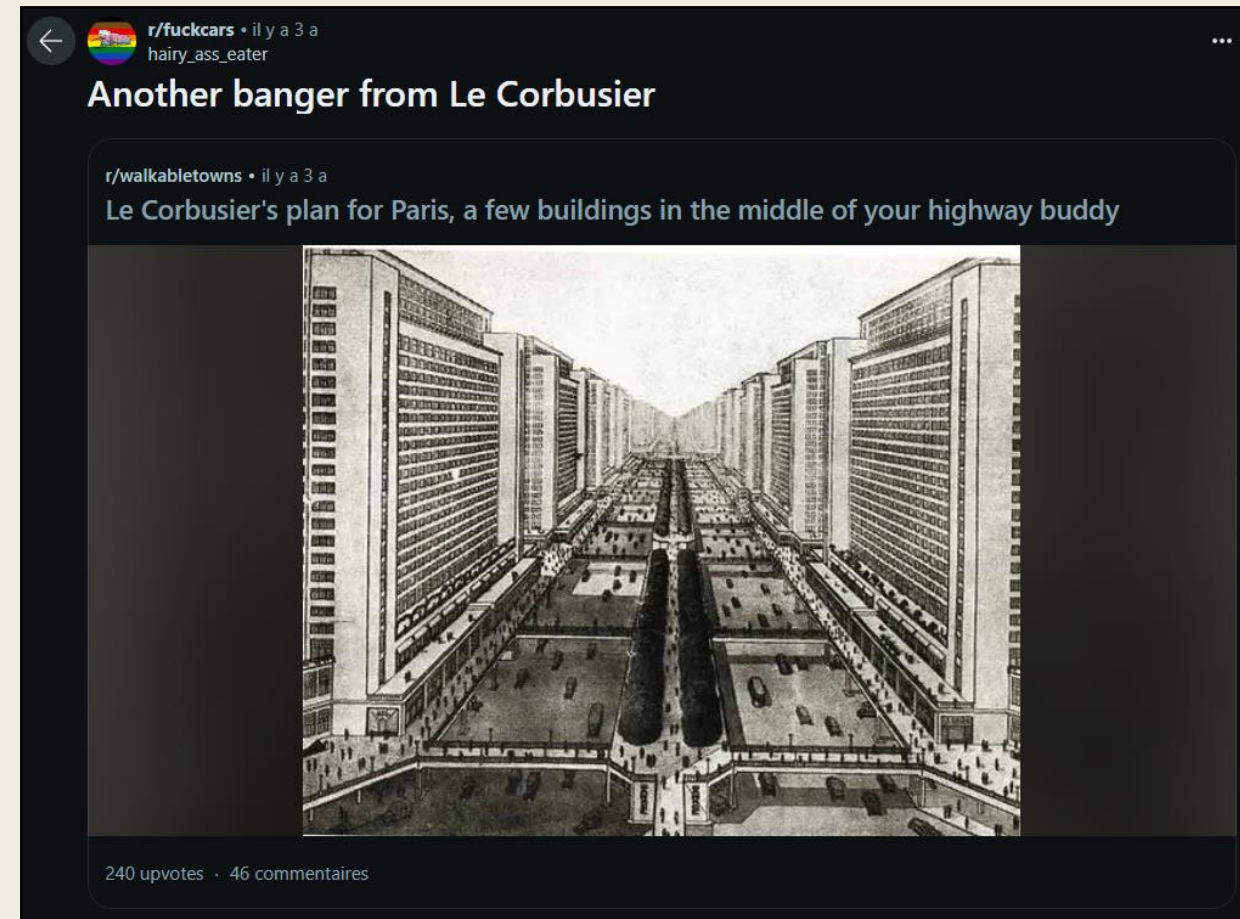 r/fuckcars • il y a 3 a
hairy_ass_eater
Another banger from Le Corbusier
r/walkabletowns • il y a 3 a
Le Corbusier's plan for Paris, a few buildings in the middle of your highway buddy
240 upvotes · 46 commentaires